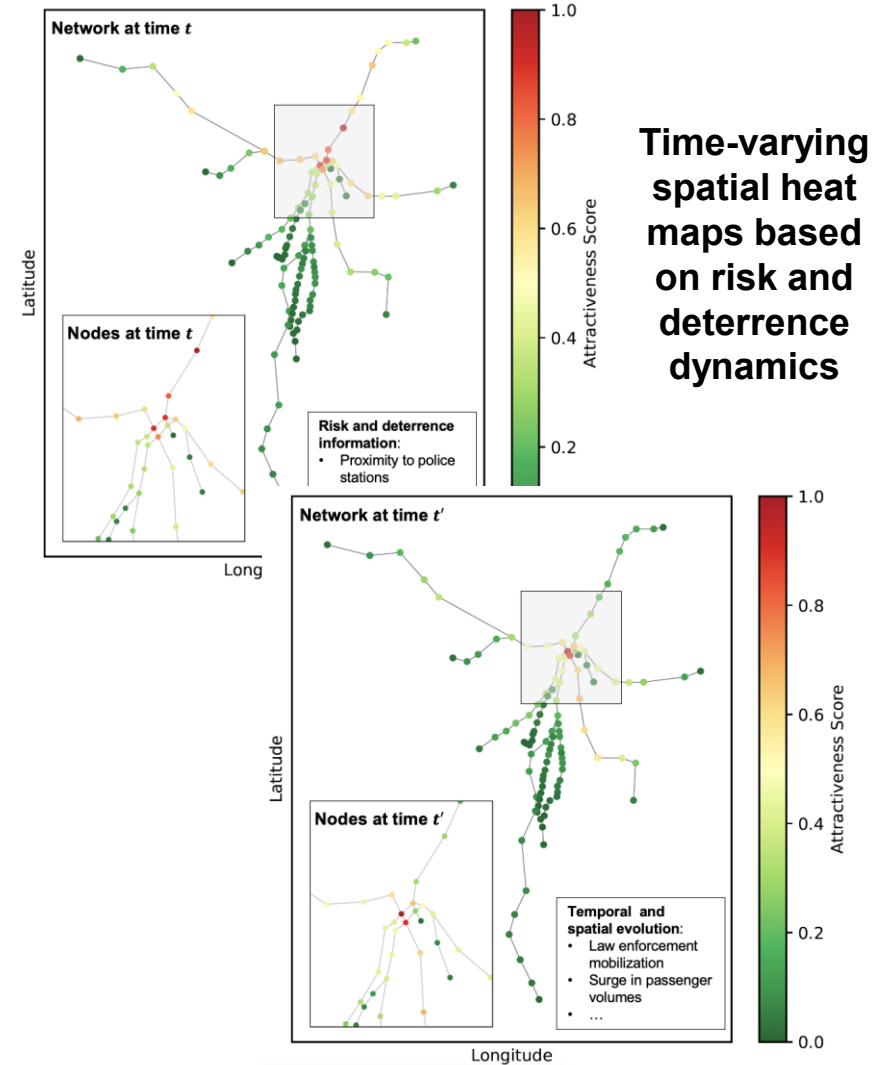 Network at time t
1.0
0.8
0.6
0.4
0.2
Attractiveness Score
Latitude
Nodes at time t
Risk and deterrence
information:
• Proximity to police
stations
Long
Time-varying
spatial heat
maps based
on risk and
deterrence
dynamics
Network at time t′
1.0
0.8
0.6
0.4
0.2
0.0
Attractiveness Score
Latitude
Nodes at time t′
Temporal and
spatial evolution:
• Law enforcement
mobilization
• Surge in passenger
volumes
• ...
Longitude